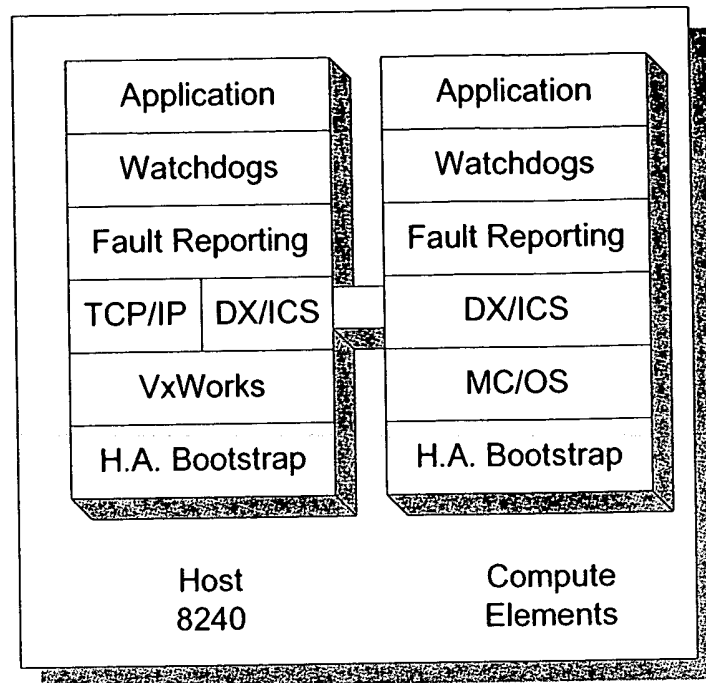 Application
Watchdogs
Fault Reporting
TCP/IP DX/ICS
VxWorks
H.A. Bootstrap
Host
8240
Application
Watchdogs
Fault Reporting
DX/ICS
MC/OS
H.A. Bootstrap
Compute
Elements